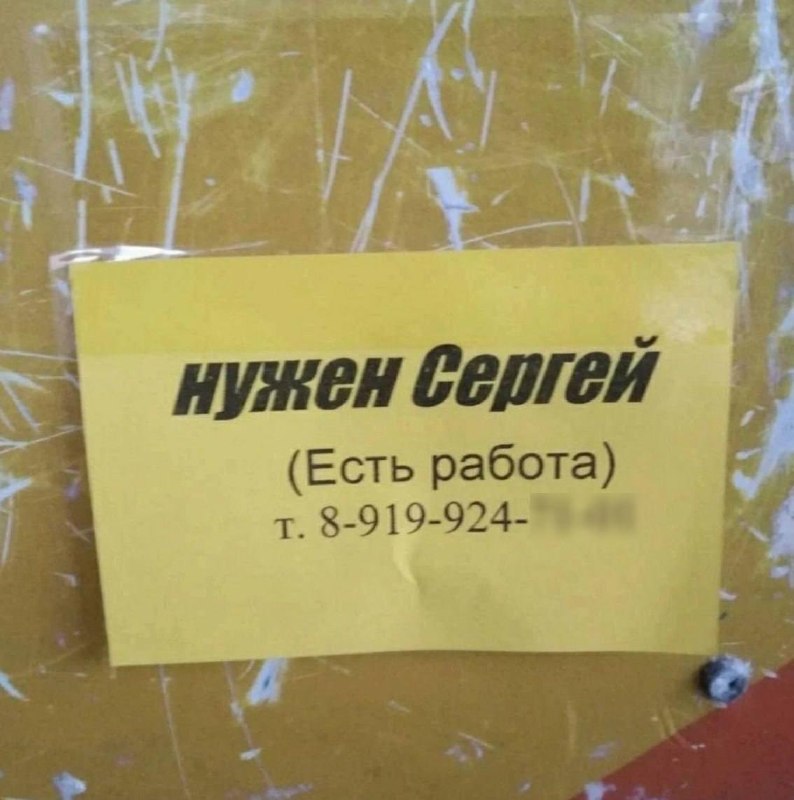 нужен Сергей
(Есть работа)
т. 8-919-924-